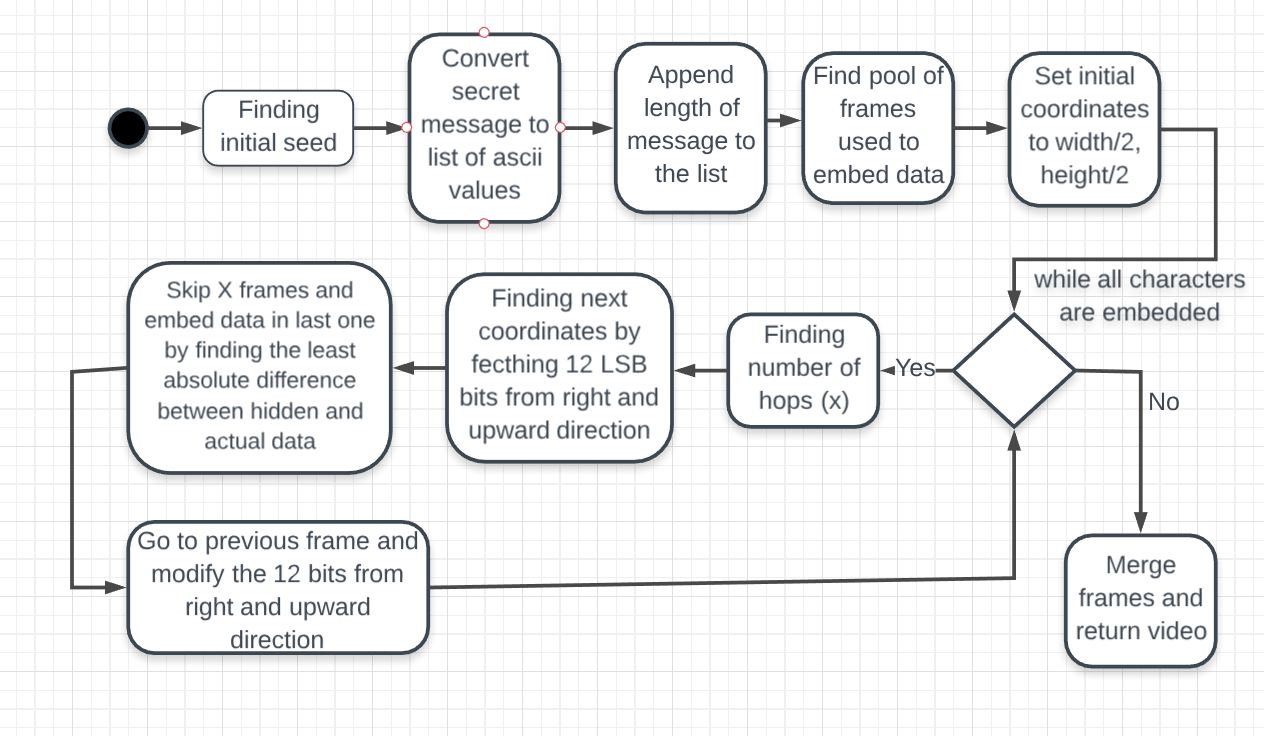 Finding
initial seed
Convert
secret
message to
list of ascii
values
Append
length of
message to
the list
Find pool of
frames
used to
embed data
Set initial
coordinates
to width/2,
height/2
while all characters
are embedded
Yes
No
Finding
number of
hops (x)
Finding next
coordinates by
fecthing 12 LSB
bits from right and
upward direction
Skip X frames and
embed data in last one
by finding the least
absolute difference
between hidden and
actual data
Go to previous frame and
modify the 12 bits from
right and upward
direction
Merge
frames and
return video